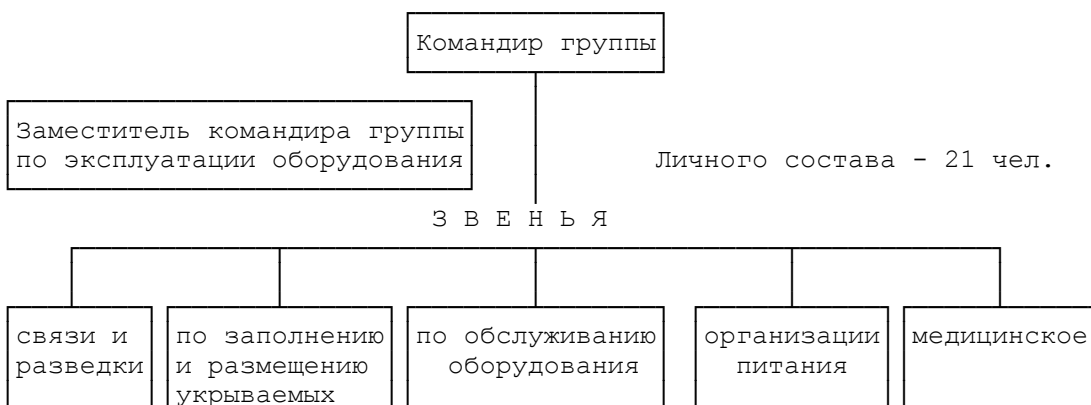 Командир группы
Заместитель командира группы
по эксплуатации оборудования
Личного состава - 21 чел.
З В Е Н Ь Я
связи и
разведки
по заполнению
и размещению
укрываемых
по обслуживанию
оборудования
организации
питания
медицинское